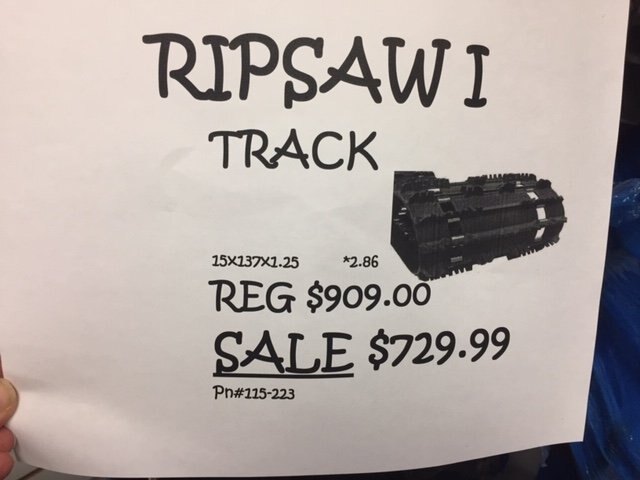 RIPSAW I
TRACK
15X137X1.25 *2.86
REG $909.00
SALE $729.99
Pn#115-223